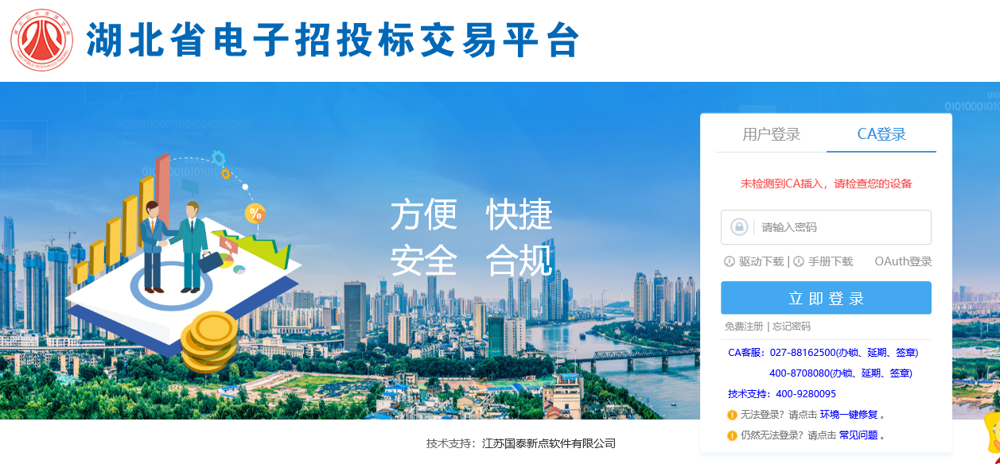 湖北省电子招投标交易平台
用户登录 CA登录
未检测到CA插入，请检查您的设备
请输入密码
驱动下载 | 手册下载 OAuth登录
立即登录
免费注册 | 忘记密码
CA客服：027-88162500(办锁、延期、签章)
400-8708080(办锁、延期、签章)
技术支持：400-9280095
无法登录？请点击 环境一键修复 。
仍然无法登录？请点击 常见问题 。
方便 快捷
安全 合规
%
%
技术支持：江苏国泰新点软件有限公司